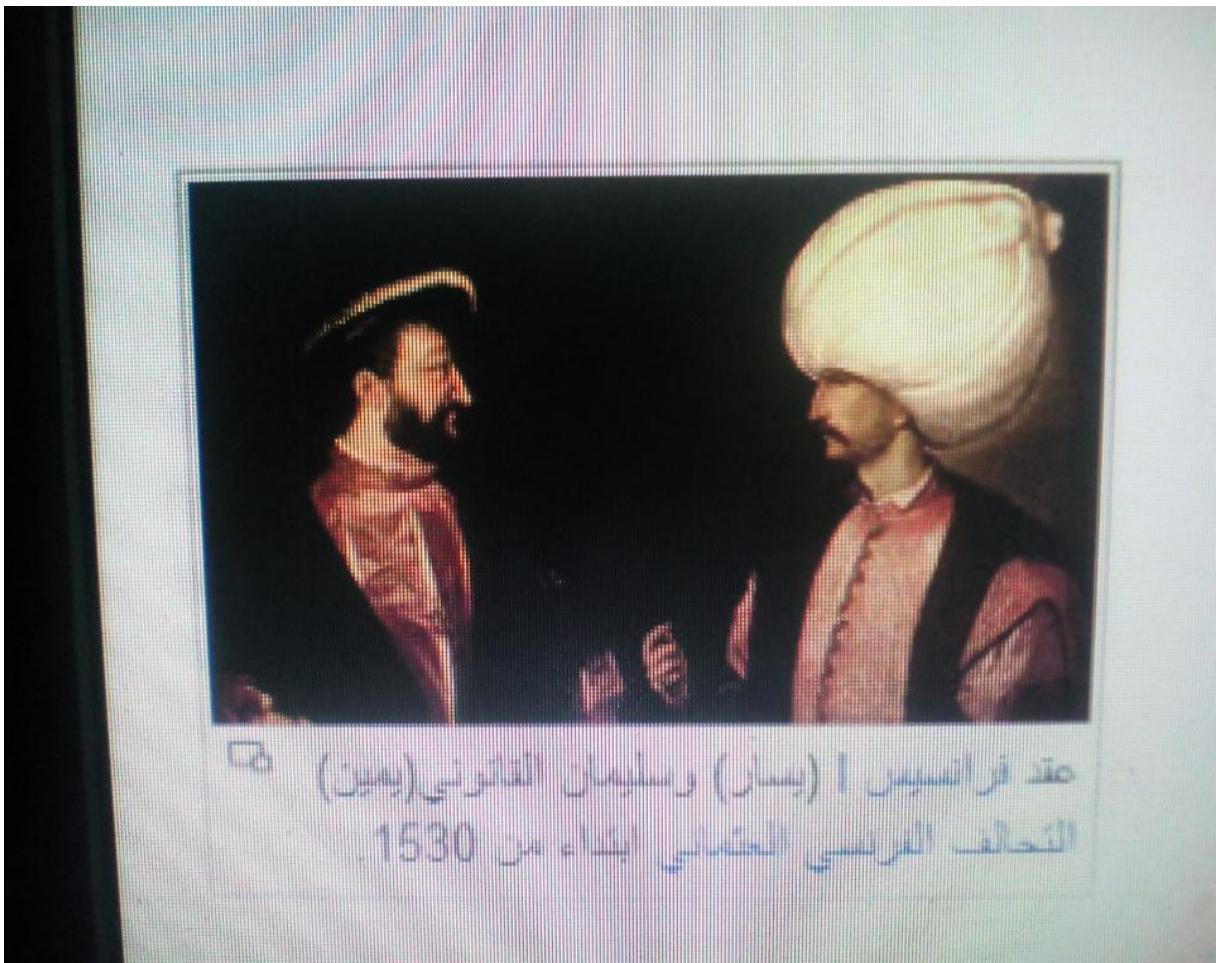 عقد فرانسيس I (يسار) وسليمان القانوني(يمين)
التحالف الفرنسي العثماني ابتداء من 1530.